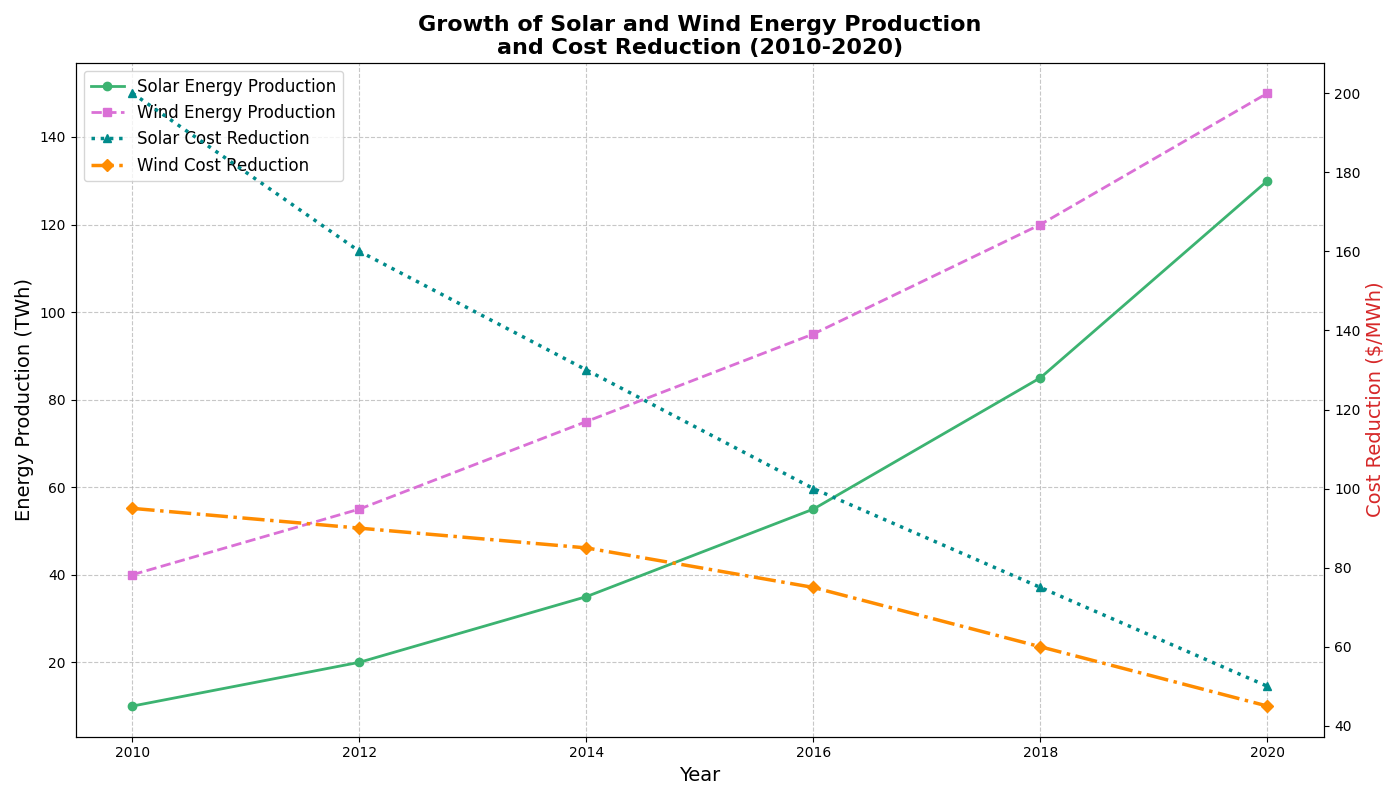 Growth of Solar and Wind Energy Production
and Cost Reduction (2010-2020)
Solar Energy Production
Wind Energy Production
Solar Cost Reduction
Wind Cost Reduction
Energy Production (TWh)
140
120
100
80
60
40
20
200
180
160
140
120
100
80
60
40
Cost Reduction ($/MWh)
2010
2012
2014
2016
2018
2020
Year